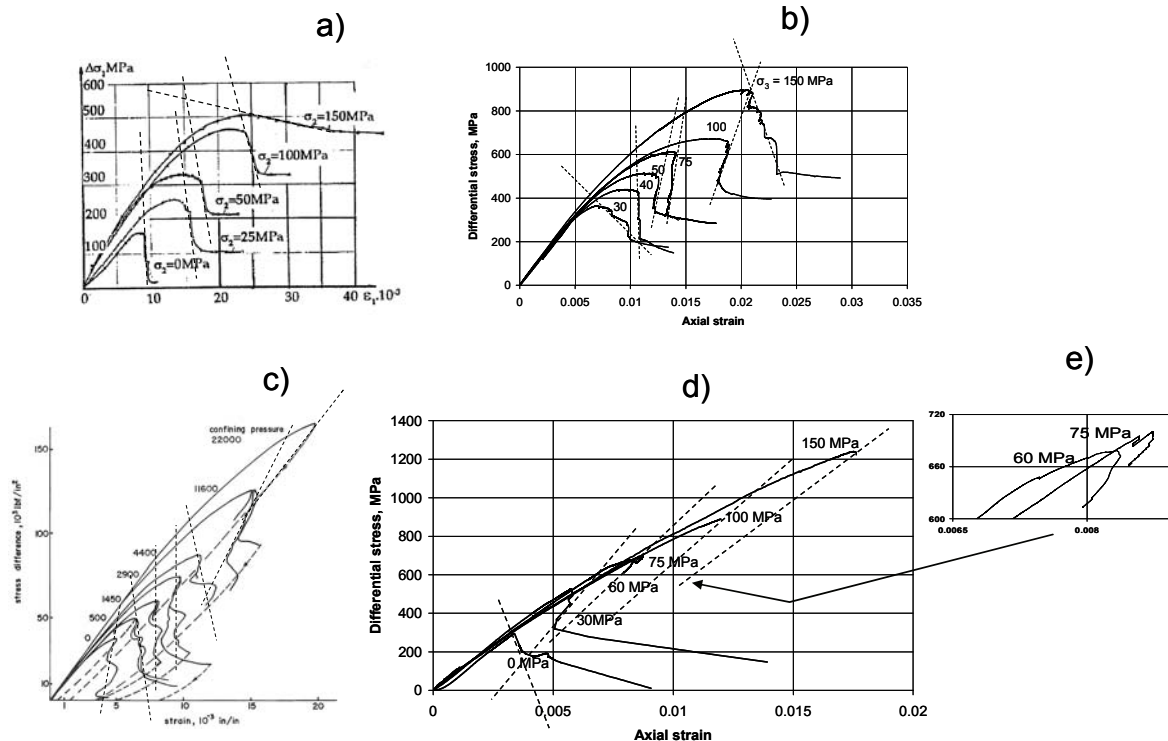 a)
Δσ₁MPa
600
500
400
300
200
100
0
10
20
30
40 ε₁.10⁻³
σ₂=150MPa
σ₂=100MPa
σ₂=50MPa
σ₂=25MPa
σ₂=0MPa
b)
Differential stress, MPa
1000
800
600
400
200
0
0
0.005
0.01
0.015
0.02
0.025
0.03
0.035
Axial strain
σ₃ = 150 MPa
100
75
50
40
30
c)
stress difference, 10³ lbf/in²
150
100
50
10
1
5
10
15
20
strain, 10⁻³ in/in
confining pressure
22000
11600
4400
2900
1450
500
0
d)
Differential stress, MPa
1400
1200
1000
800
600
400
200
0
0
0,005
0.01
0.015
0.02
Axial strain
150 MPa
100 MPa
75 MPa
60 MPa
30MPa
0 MPa
e)
720
660
600
0.0065
0.008
75 MPa
60 MPa